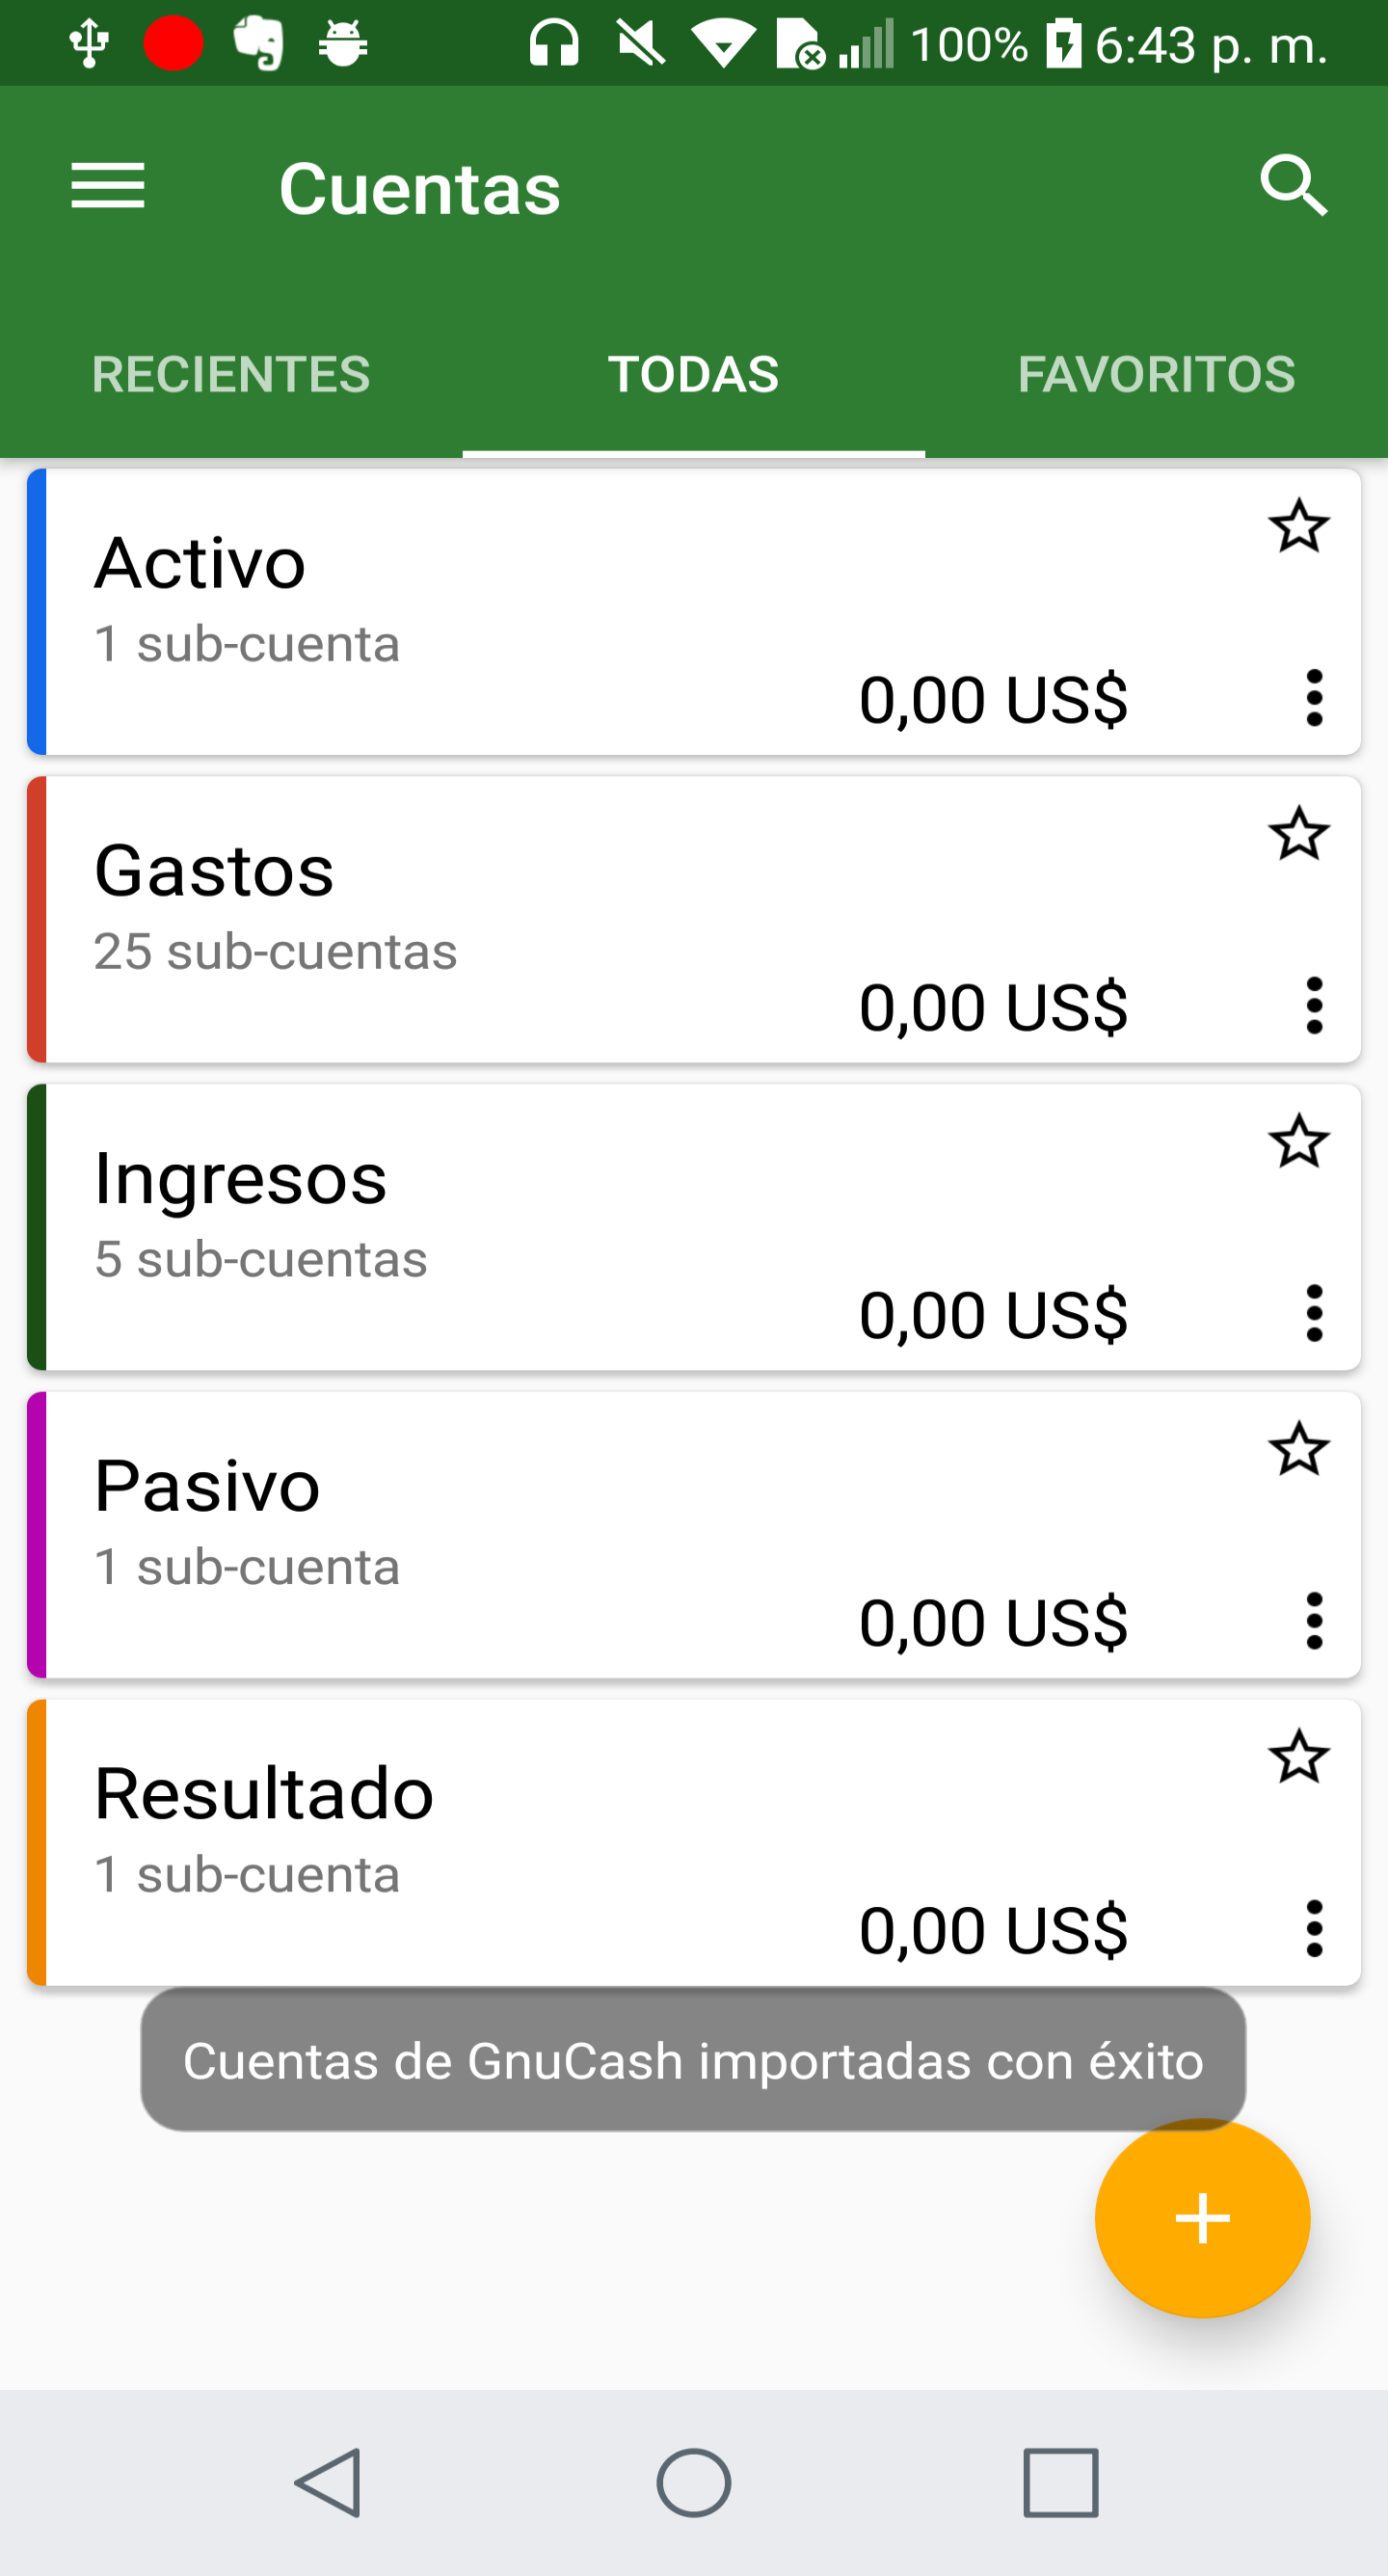 100% 6:43 p. m.
Cuentas
RECIENTES TODAS FAVORITOS
Activo
1 sub-cuenta
0,00 US$
Gastos
25 sub-cuentas
0,00 US$
Ingresos
5 sub-cuentas
0,00 US$
Pasivo
1 sub-cuenta
0,00 US$
Resultado
1 sub-cuenta
0,00 US$
Cuentas de GnuCash importadas con éxito